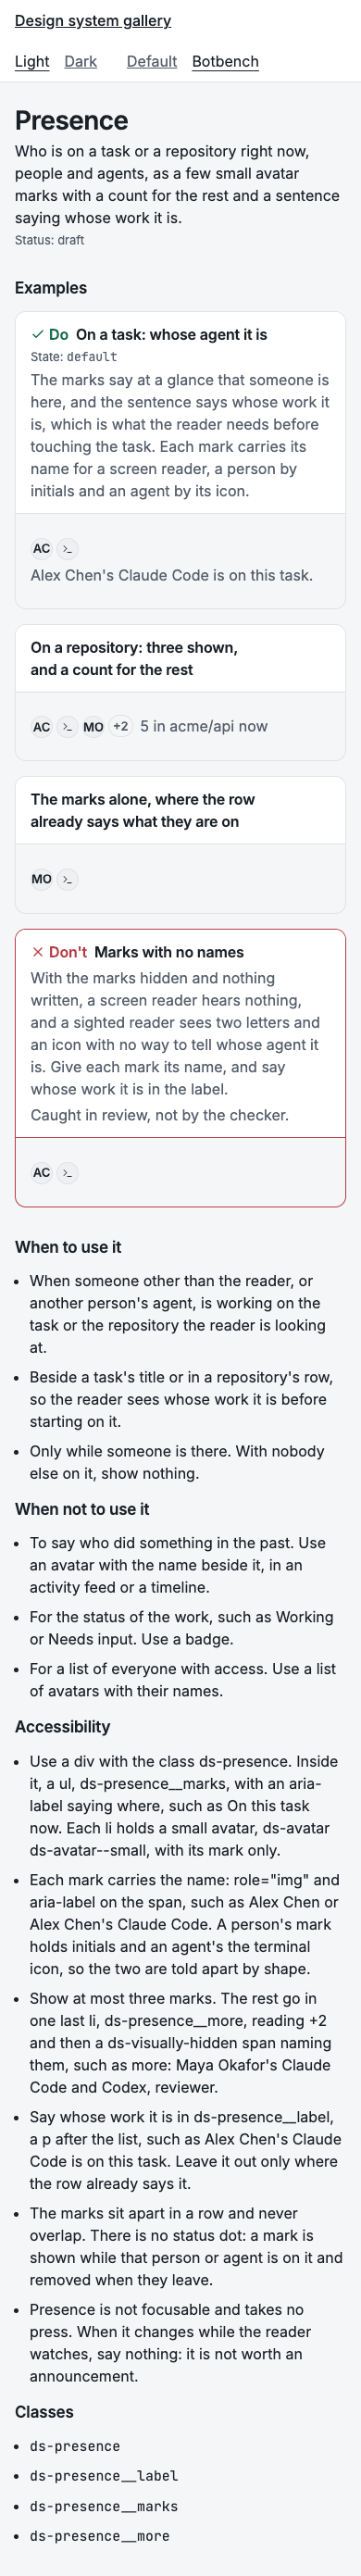 Design system gallery
Light Dark Default Botbench
Presence
Who is on a task or a repository right now,
people and agents, as a few small avatar
marks with a count for the rest and a sentence
saying whose work it is.
Status: draft
Examples
Do On a task: whose agent it is
State: default
The marks say at a glance that someone is
here, and the sentence says whose work it
is, which is what the reader needs before
touching the task. Each mark carries its
name for a screen reader, a person by
initials and an agent by its icon.
AC
Alex Chen's Claude Code is on this task.
On a repository: three shown,
and a count for the rest
AC MO +2 5 in acme/api now
The marks alone, where the row
already says what they are on
MO
Don't Marks with no names
With the marks hidden and nothing
written, a screen reader hears nothing,
and a sighted reader sees two letters and
an icon with no way to tell whose agent it
is. Give each mark its name, and say
whose work it is in the label.
Caught in review, not by the checker.
AC
When to use it
• When someone other than the reader, or
another person's agent, is working on the
task or the repository the reader is looking
at.
• Beside a task's title or in a repository's row,
so the reader sees whose work it is before
starting on it.
• Only while someone is there. With nobody
else on it, show nothing.
When not to use it
• To say who did something in the past. Use
an avatar with the name beside it, in an
activity feed or a timeline.
• For the status of the work, such as Working
or Needs input. Use a badge.
• For a list of everyone with access. Use a list
of avatars with their names.
Accessibility
• Use a div with the class ds-presence. Inside
it, a ul, ds-presence__marks, with an aria-
label saying where, such as On this task
now. Each li holds a small avatar, ds-avatar
ds-avatar--small, with its mark only.
• Each mark carries the name: role="img" and
aria-label on the span, such as Alex Chen or
Alex Chen's Claude Code. A person's mark
holds initials and an agent's the terminal
icon, so the two are told apart by shape.
• Show at most three marks. The rest go in
one last li, ds-presence__more, reading +2
and then a ds-visually-hidden span naming
them, such as more: Maya Okafor's Claude
Code and Codex, reviewer.
• Say whose work it is in ds-presence__label,
a p after the list, such as Alex Chen's Claude
Code is on this task. Leave it out only where
the row already says it.
• The marks sit apart in a row and never
overlap. There is no status dot: a mark is
shown while that person or agent is on it and
removed when they leave.
• Presence is not focusable and takes no
press. When it changes while the reader
watches, say nothing: it is not worth an
announcement.
Classes
• ds-presence
• ds-presence__label
• ds-presence__marks
• ds-presence__more